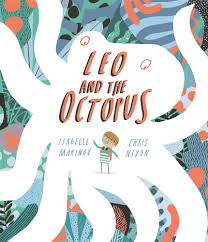 LEO
AND THE
OCTOPUS
ISABELLE
MARINOV
CHRIS
NIXON